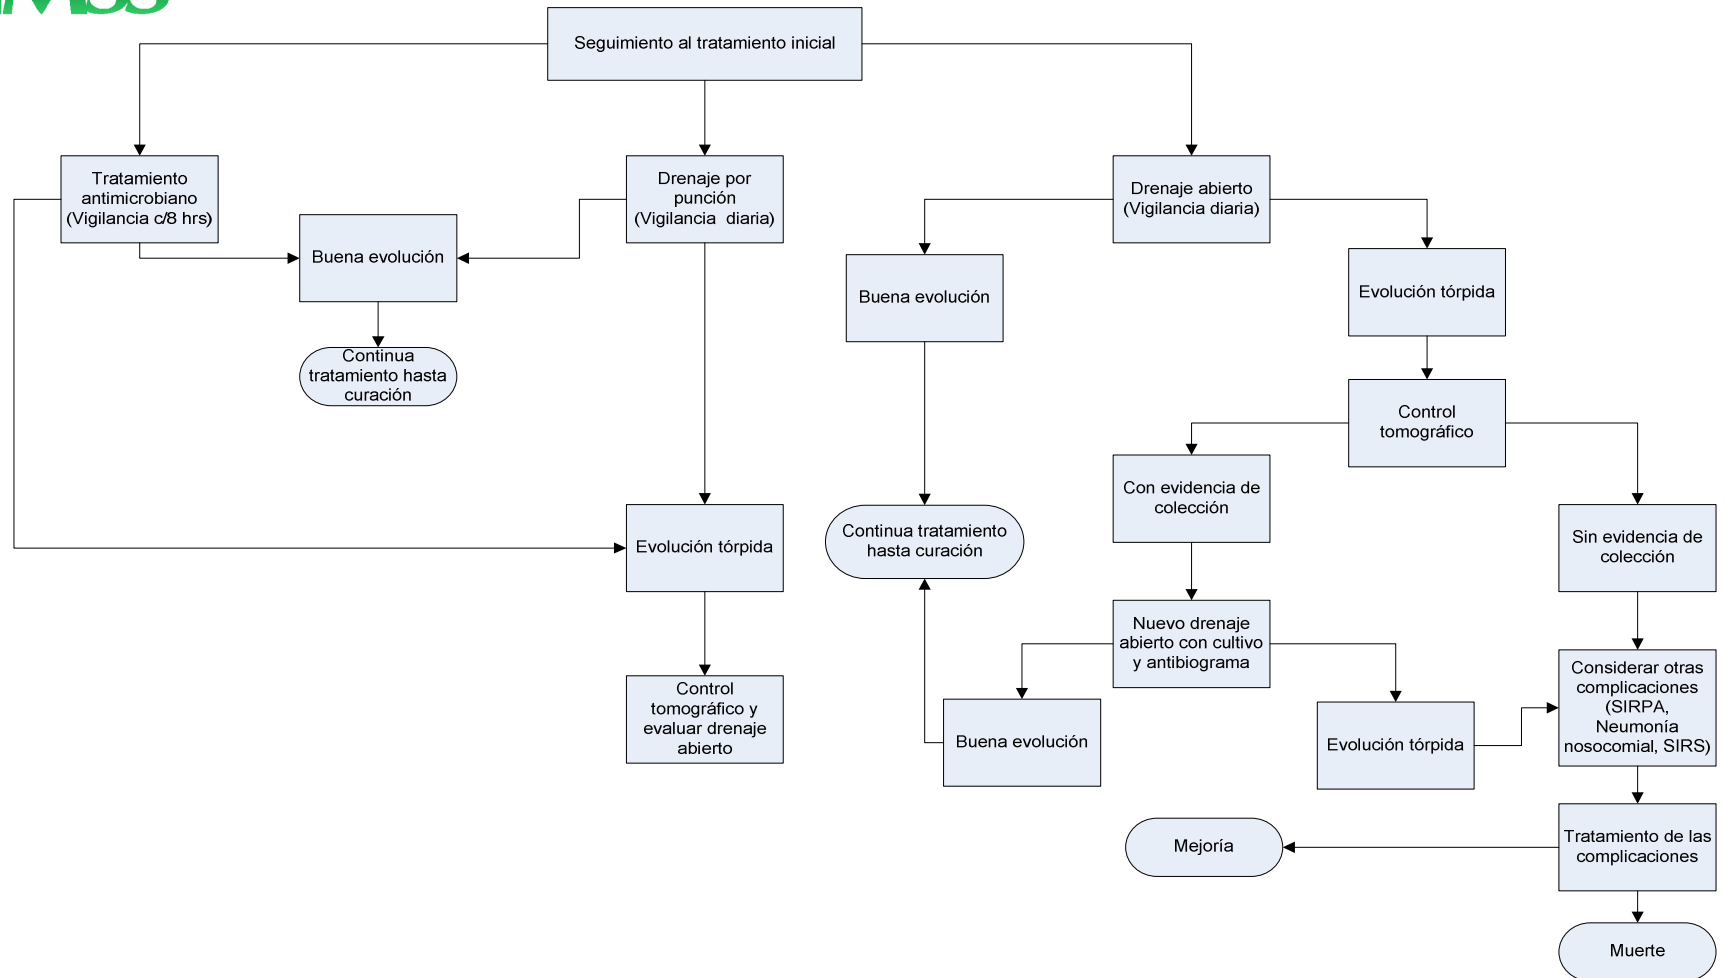 Seguimiento al tratamiento inicial
Tratamiento
antimicrobiano
(Vigilancia c/8 hrs)
Drenaje por
punción
(Vigilancia diaria)
Drenaje abierto
(Vigilancia diaria)
Buena evolución
Buena evolución
Evolución tórpida
Continua
tratamiento hasta
curación
Control
tomográfico
Con evidencia de
colección
Evolución tórpida
Continua tratamiento
hasta curación
Sin evidencia de
colección
Nuevo drenaje
abierto con cultivo
y antibiograma
Control
tomográfico y
evaluar drenaje
abierto
Considerar otras
complicaciones
(SIRPA,
Neumonía
nosocomial, SIRS)
Buena evolución
Evolución tórpida
Mejoría
Tratamiento de las
complicaciones
Muerte